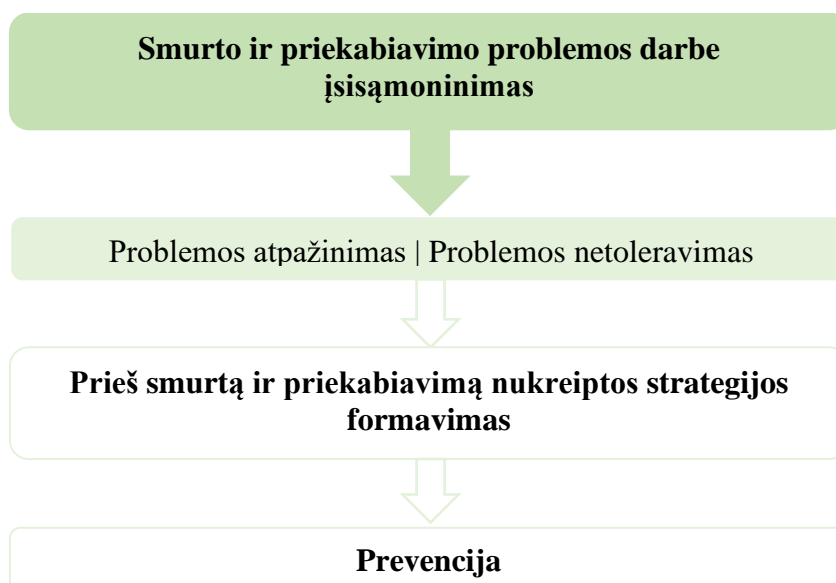 Smurto ir priekabiavimo problemos darbe
įsisąmoninimas
Problemos atpažinimas | Problemos netoleravimas
Prieš smurtą ir priekabiavimą nukreiptos strategijos
formavimas
Prevencija